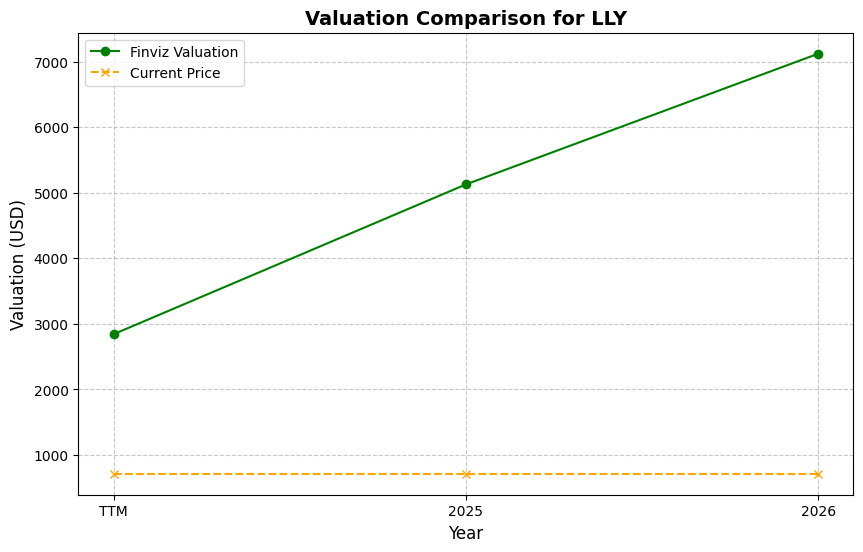 Valuation Comparison for LLY
Finviz Valuation
Current Price
Valuation (USD)
7000
6000
5000
4000
3000
2000
1000
TTM
2025
2026
Year